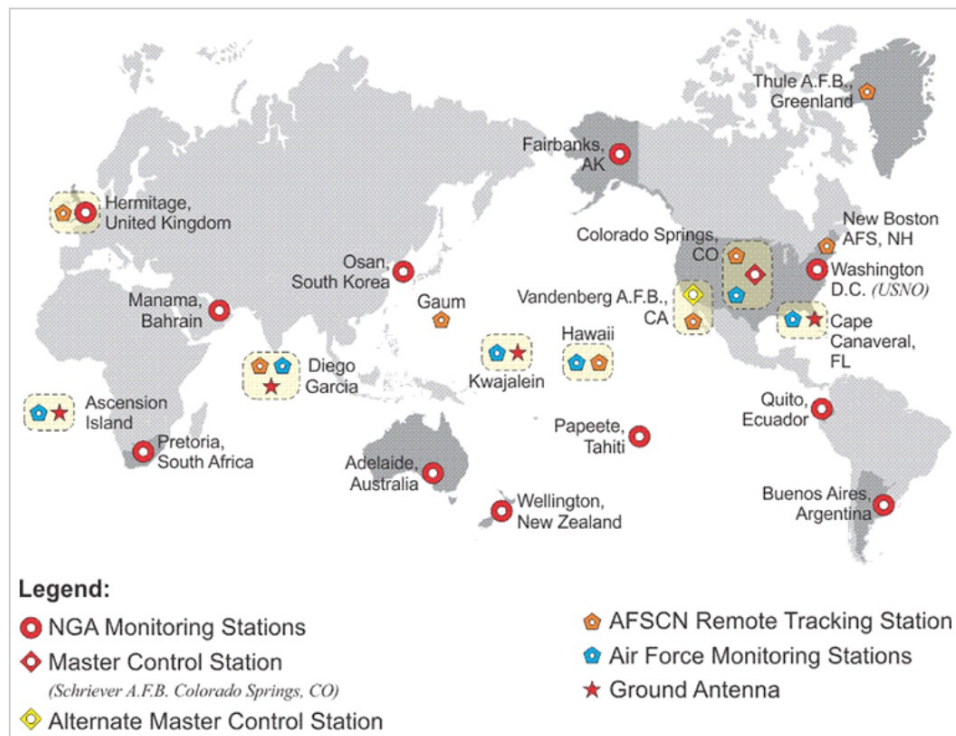 Thule A.F.B.,
Greenland
Fairbanks,
AK
Hermitage,
United Kingdom
New Boston
AFS, NH
Colorado Springs,
CO
Osan,
South Korea
Washington
D.C. (USNO)
Manama,
Bahrain
Gaum
Vandenberg A.F.B.,
CA
Hawaii
Cape
Canaveral,
FL
Diego
Garcia
Kwajalein
Ascension
Island
Quito,
Ecuador
Papeete,
Tahiti
Pretoria,
South Africa
Adelaide,
Australia
Buenos Aires,
Argentina
Wellington,
New Zealand
Legend:
NGA Monitoring Stations
Master Control Station
(Schriever A.F.B. Colorado Springs, CO)
Alternate Master Control Station
AFSCN Remote Tracking Station
Air Force Monitoring Stations
Ground Antenna